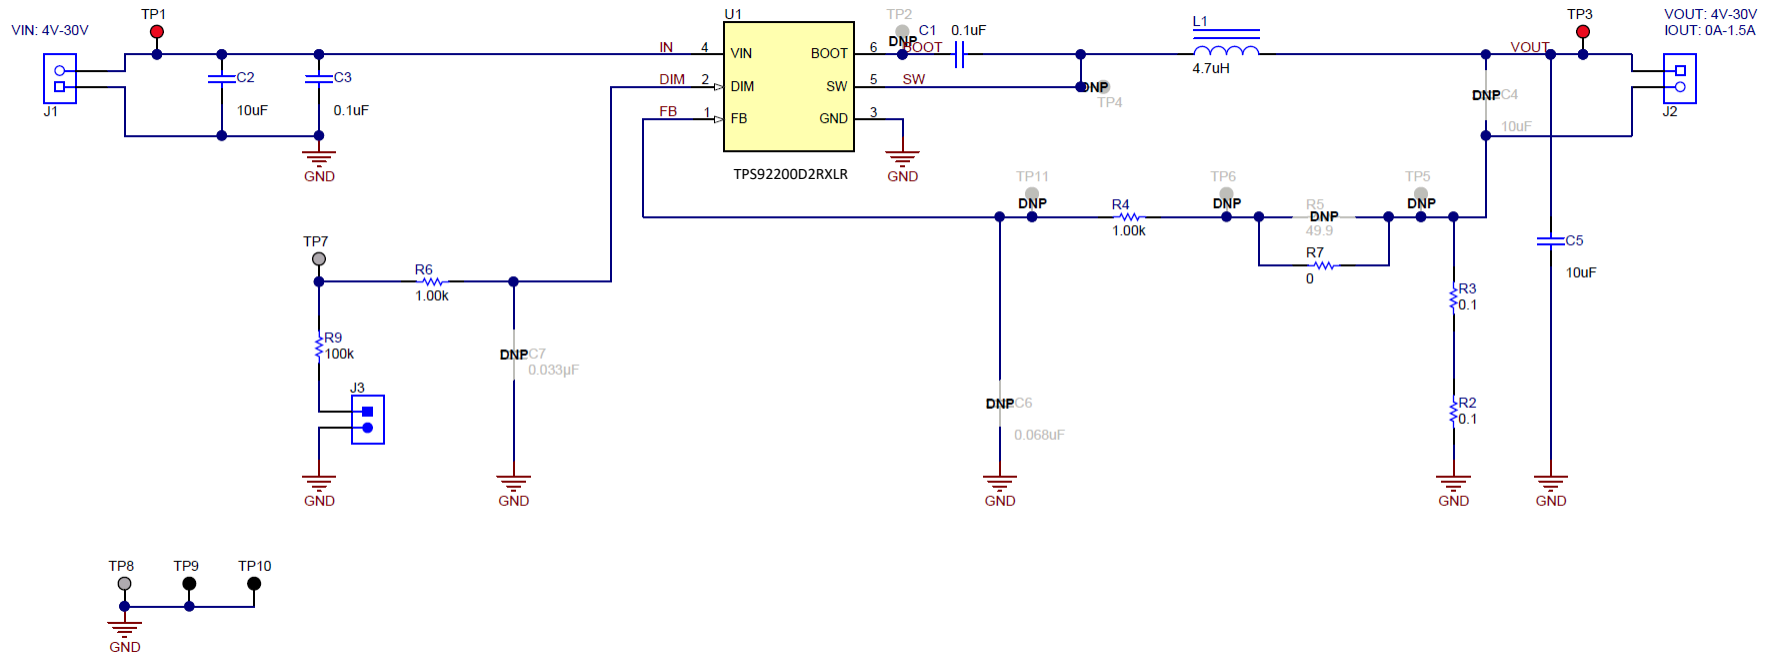 VIN: 4V-30V
TP1
U1
TP2
DNP
C1
0.1uF
L1
4.7uH
TP3
VOUT: 4V-30V
IOUT: 0A-1.5A
J1
C2
10uF
C3
0.1uF
GND
IN
4
VIN
BOOT
6
BOOT
DIM
2
DIM
SW
5
SW
FB
1
FB
GND
3
TPS92200D2RXLR
GND
DNP
TP4
VOUT
DNP
C4
10uF
J2
TP11
DNP
R4
1.00k
TP6
DNP
R5
DNP
49.9
R7
0
TP5
DNP
C5
10uF
TP7
R6
1.00k
R9
100k
J3
GND
DNP
C7
0.033µF
GND
DNP
C6
0.068uF
GND
R3
0.1
R2
0.1
GND
GND
TP8
TP9
TP10
GND